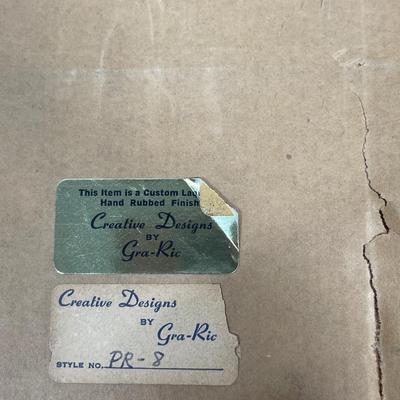 This Item is a Custom
Hand Rubbed Finish
Creative Designs
BY
Gra-Ric
Creative Designs
BY
Gra-Ric
STYLE NO. PR-8